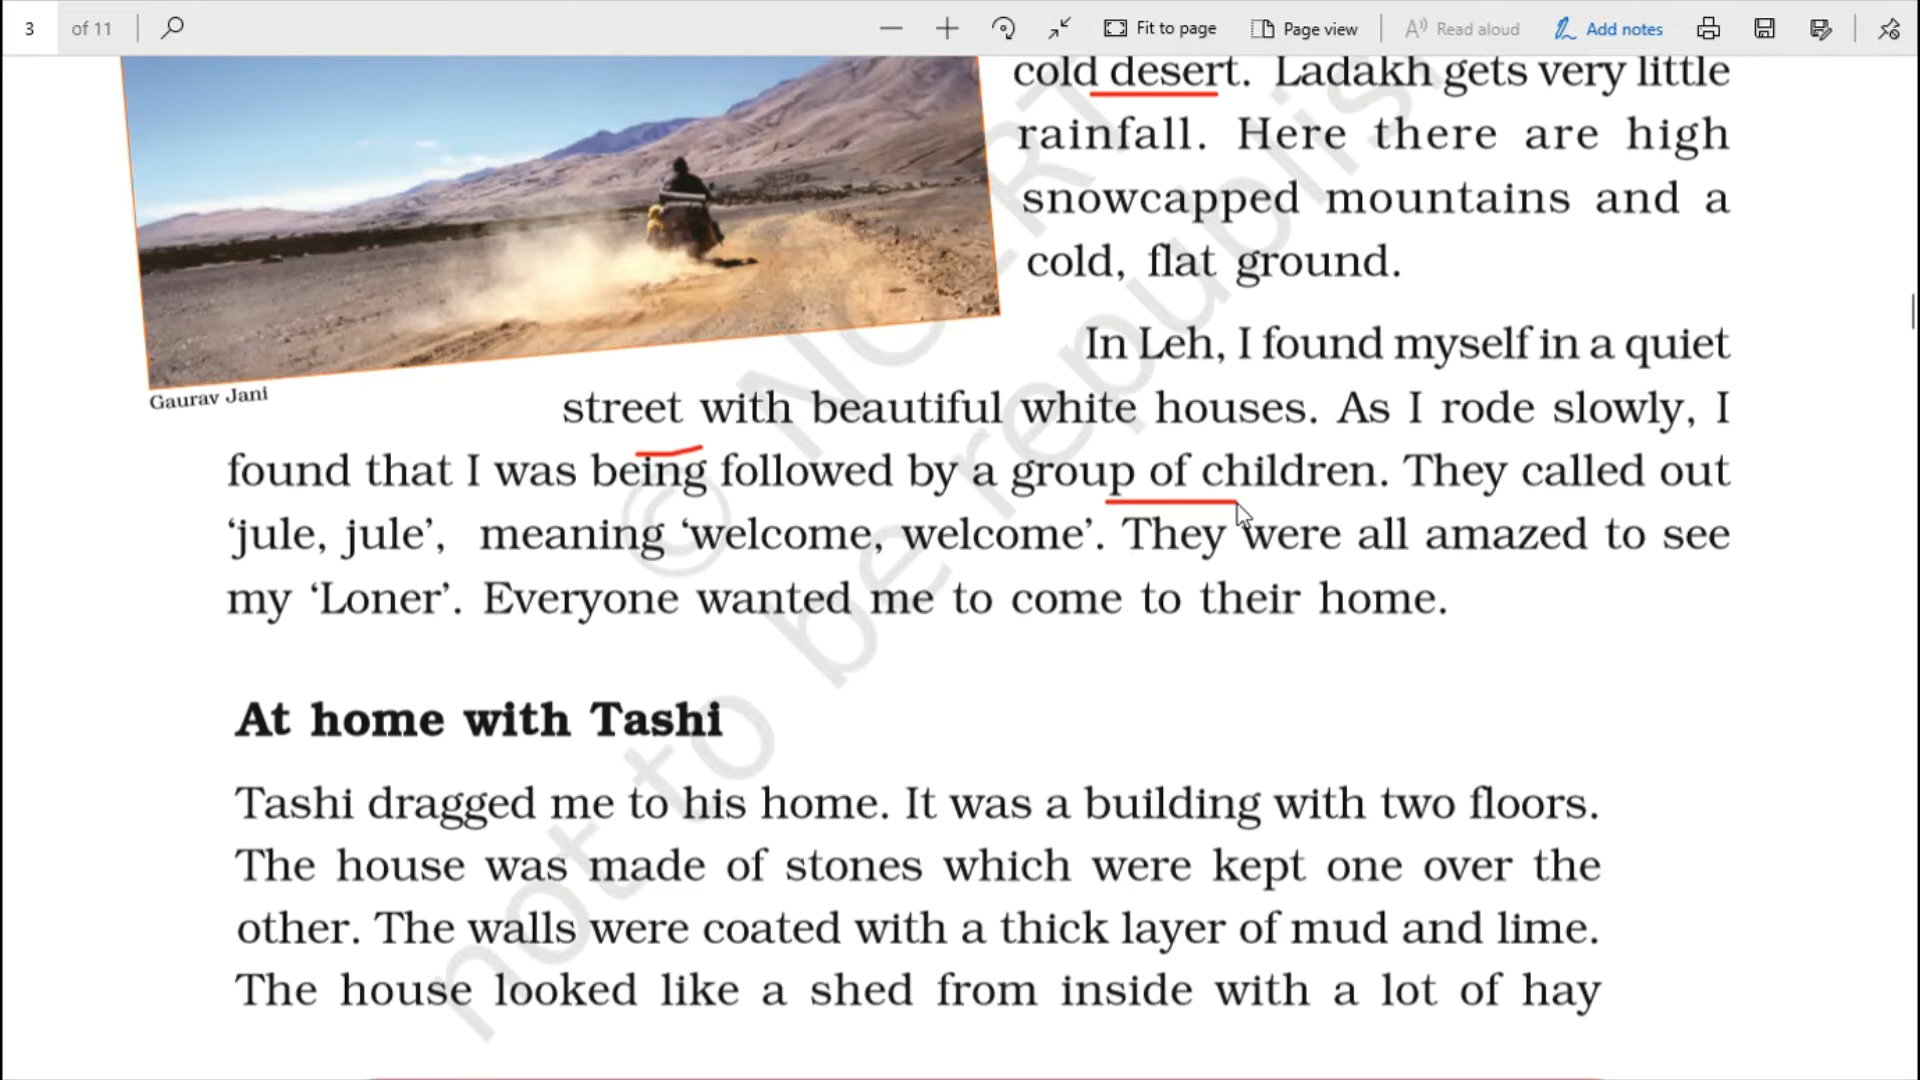 3 of 11 Fit to page Page view Read aloud Add notes
cold desert. Ladakh gets very little
rainfall. Here there are high
snowcapped mountains and a
cold, flat ground.
Gaurav Jani
In Leh, I found myself in a quiet
street with beautiful white houses. As I rode slowly, I
found that I was being followed by a group of children. They called out
‘jule, jule’, meaning ‘welcome, welcome’. They were all amazed to see
my ‘Loner’. Everyone wanted me to come to their home.
At home with Tashi
Tashi dragged me to his home. It was a building with two floors.
The house was made of stones which were kept one over the
other. The walls were coated with a thick layer of mud and lime.
The house looked like a shed from inside with a lot of hay
© NCERT
not to be republis